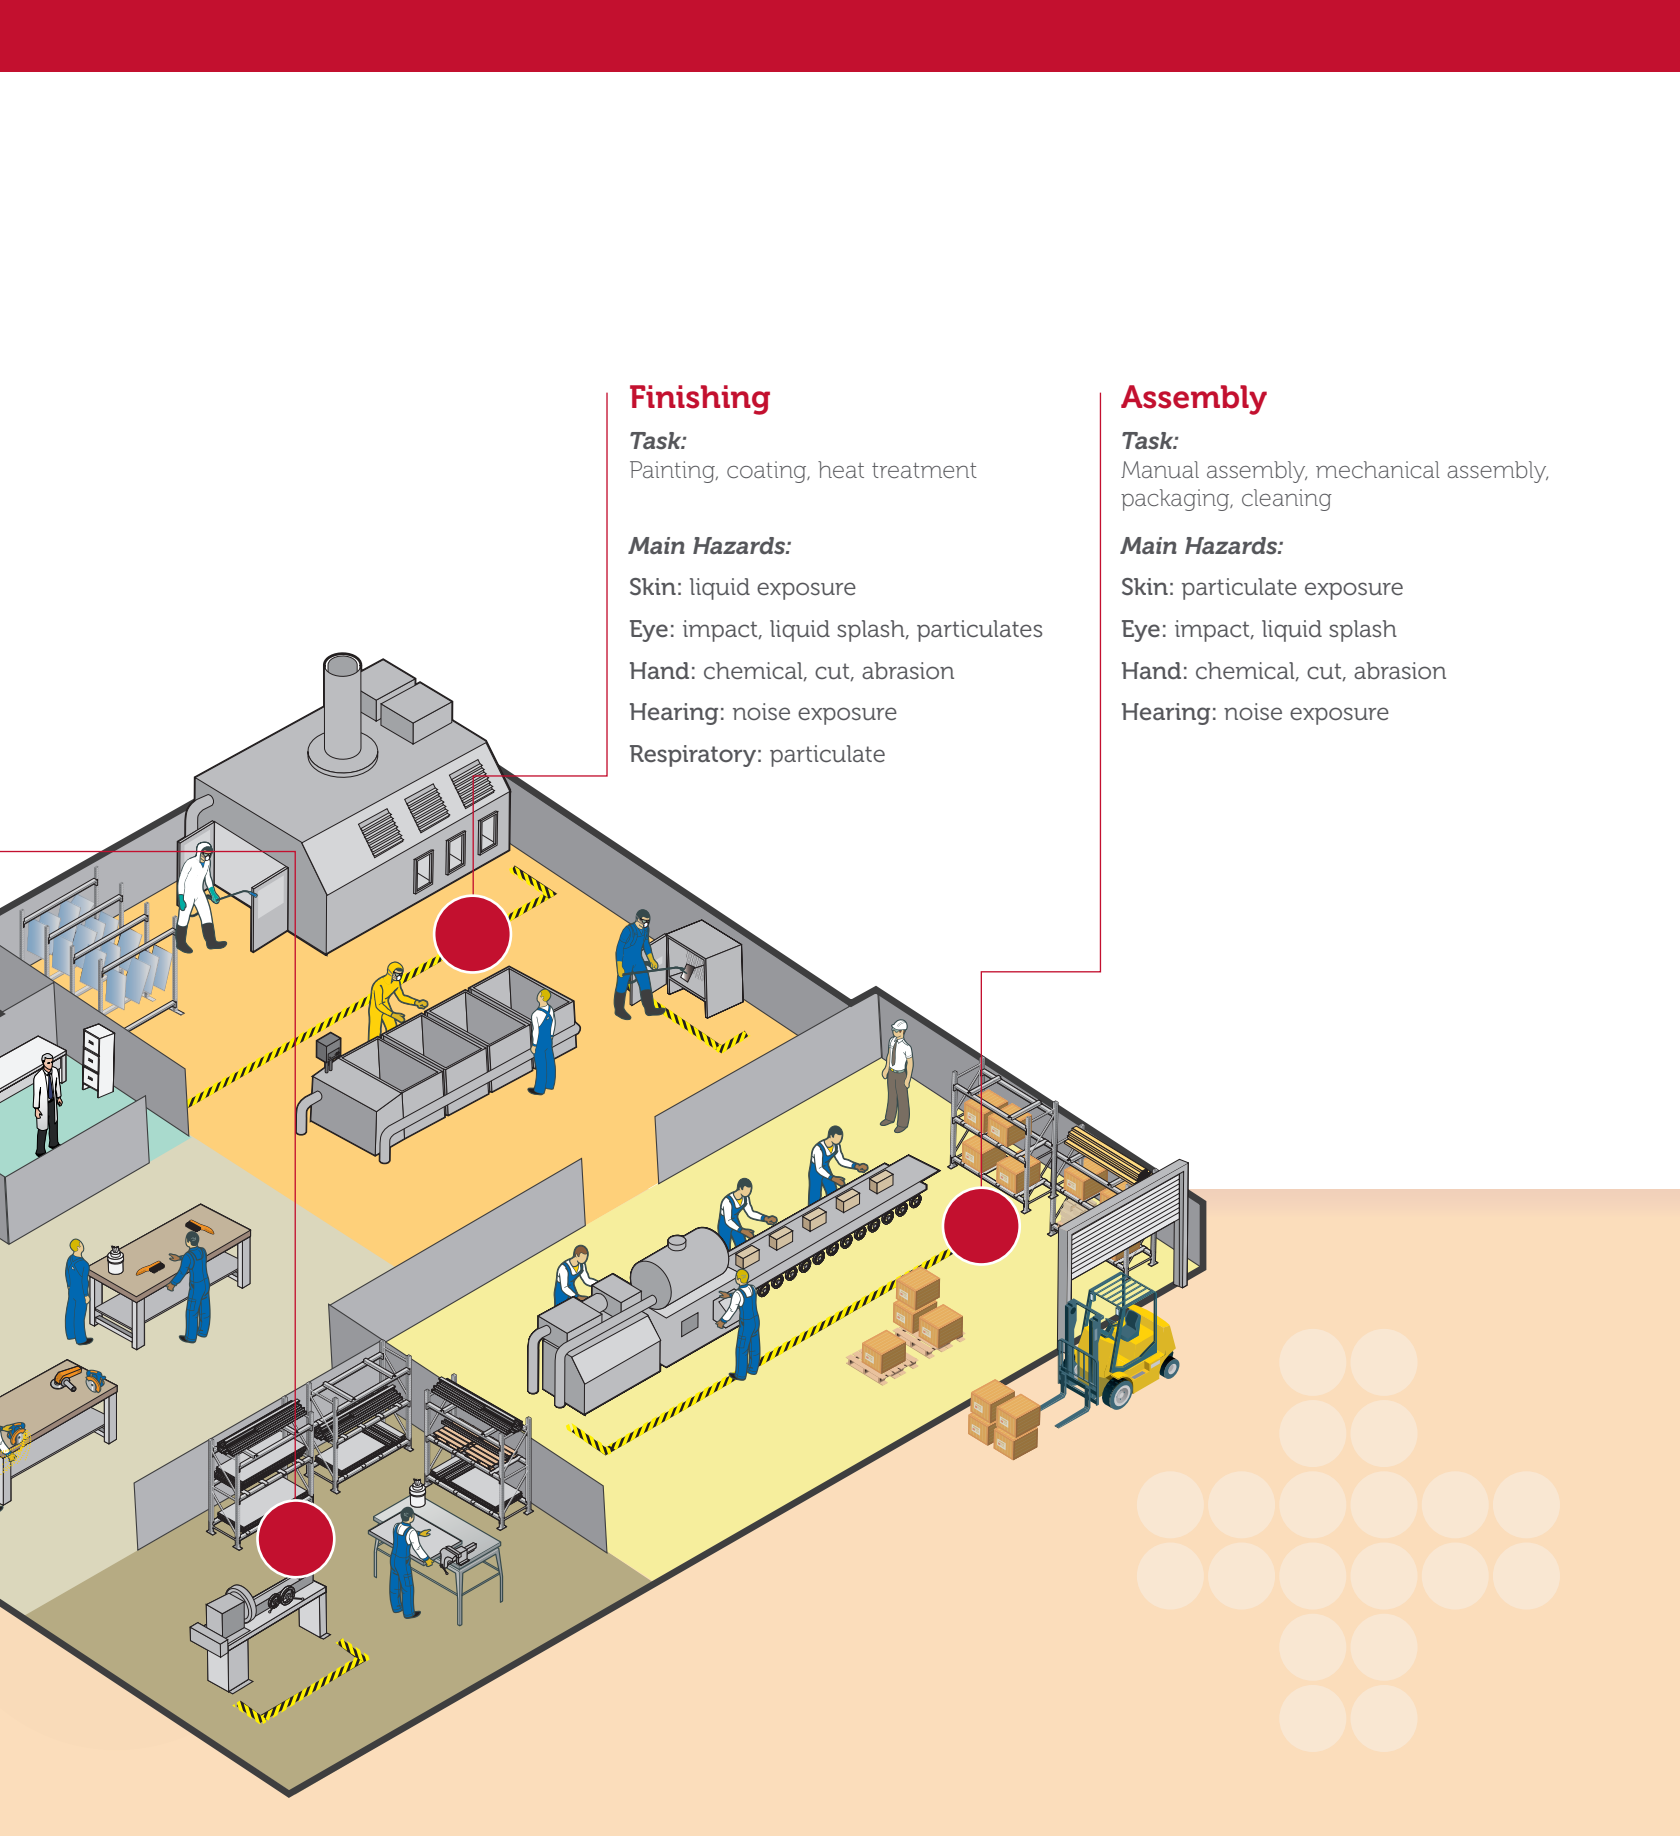 Finishing
Task:
Painting, coating, heat treatment
Main Hazards:
Skin: liquid exposure
Eye: impact, liquid splash, particulates
Hand: chemical, cut, abrasion
Hearing: noise exposure
Respiratory: particulate
Assembly
Task:
Manual assembly, mechanical assembly,
packaging, cleaning
Main Hazards:
Skin: particulate exposure
Eye: impact, liquid splash
Hand: chemical, cut, abrasion
Hearing: noise exposure